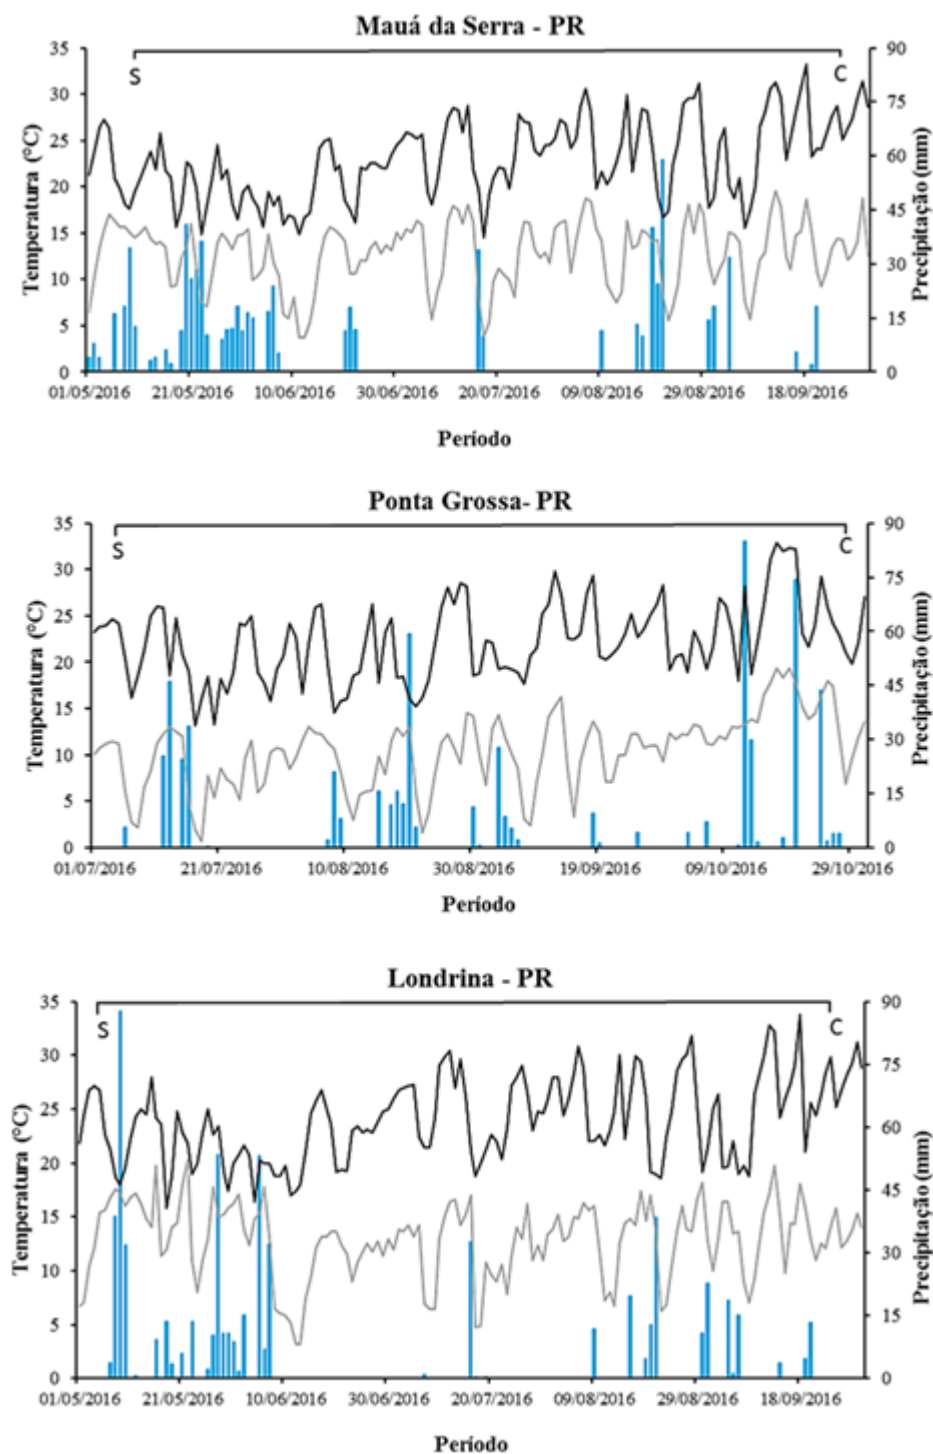 Mauá da Serra - PR
35 90
S C
30 75
25
60
20
45
15
30
10
5 15
0 0
Temperatura (°C)
Precipitação (mm)
01/05/2016 21/05/2016 10/06/2016 30/06/2016 20/07/2016 09/08/2016 29/08/2016 18/09/2016
Período
Ponta Grossa- PR
35 90
S C
30 75
25
60
20
45
15
30
10
5 15
0 0
Temperatura (°C)
Precipitação (mm)
01/07/2016 21/07/2016 10/08/2016 30/08/2016 19/09/2016 09/10/2016 29/10/2016
Período
Londrina - PR
35 90
S C
30 75
25
60
20
45
15
30
10
5 15
0 0
Temperatura (°C)
Precipitação (mm)
01/05/2016 21/05/2016 10/06/2016 30/06/2016 20/07/2016 09/08/2016 29/08/2016 18/09/2016
Período